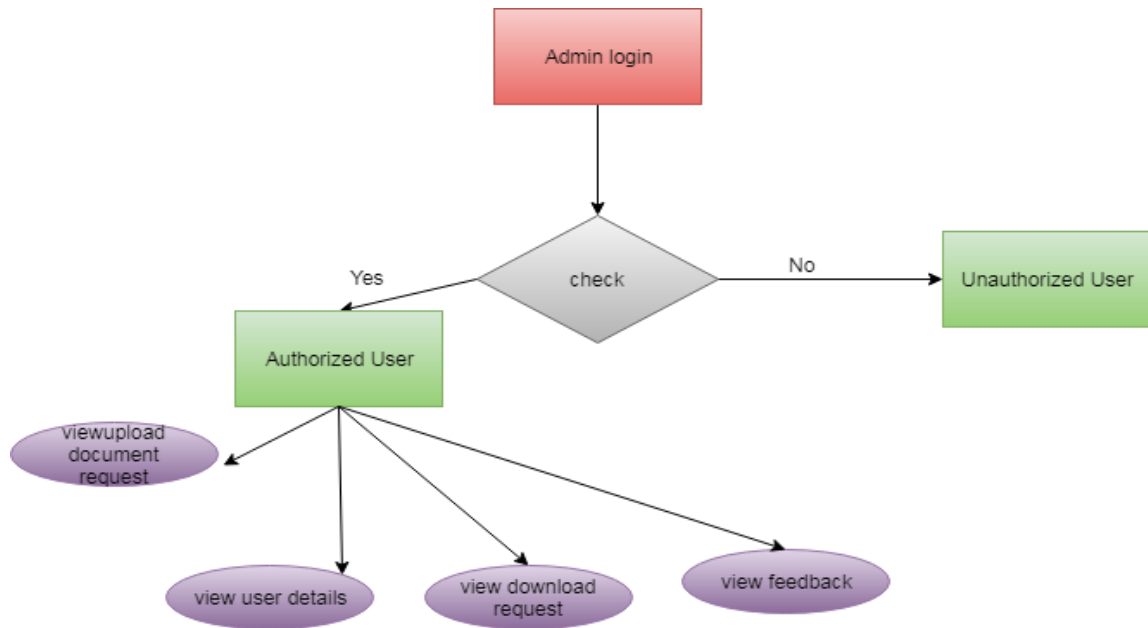 Admin login
check
Yes
No
Unauthorized User
Authorized User
viewupload
document
request
view user details
view download
request
view feedback